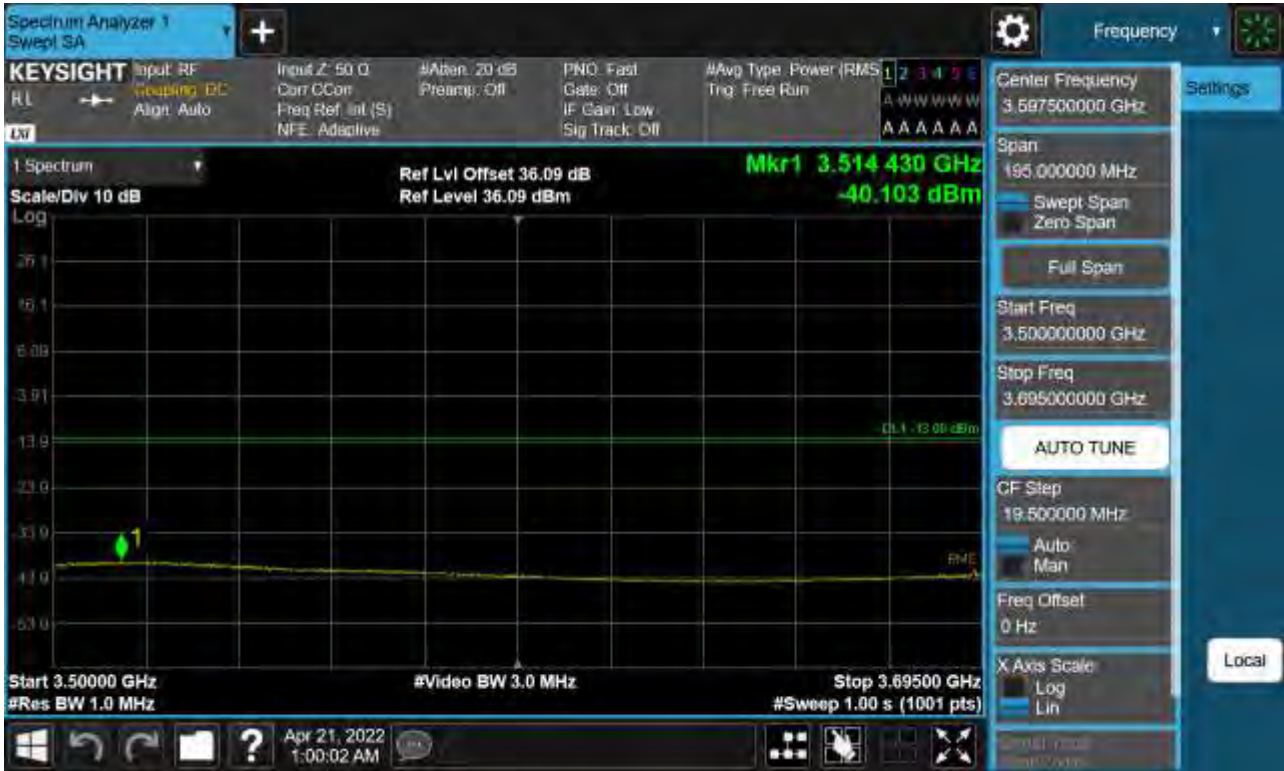 Spectrum Analyzer 1
Swept SA
Frequency
KEYSIGHT
RL
Input: RF
Coupling: DC
Align: Auto
Input Z: 50 Ω
Corr CCorr
Freq Ref: Int (S)
NFE: Adaptive
#Atten: 20 dB
Preamp: Off
PNO: Fast
Gate: Off
IF Gain: Low
Sig Track: Off
#Avg Type: Power (RMS
Trig: Free Run
1 2 3 4 5 6
A W W W W W
A A A A A A
LXI
1 Spectrum
Scale/Div 10 dB
Log
Ref Lvl Offset 36.09 dB
Ref Level 36.09 dBm
Mkr1 3.514 430 GHz
-40.103 dBm
26.1
16.1
6.09
-3.91
-13.9
-23.9
-33.9
-43.9
-53.9
1
Start 3.50000 GHz
#Res BW 1.0 MHz
#Video BW 3.0 MHz
Stop 3.69500 GHz
#Sweep 1.00 s (1001 pts)
Center Frequency
3.597500000 GHz
Settings
Span
195.000000 MHz
Swept Span
Zero Span
Full Span
Start Freq
3.500000000 GHz
Stop Freq
3.695000000 GHz
AUTO TUNE
CF Step
19.500000 MHz
Auto
Man
Freq Offset
0 Hz
X Axis Scale
Log
Lin
Local
?
Apr 21, 2022
1:00:02 AM